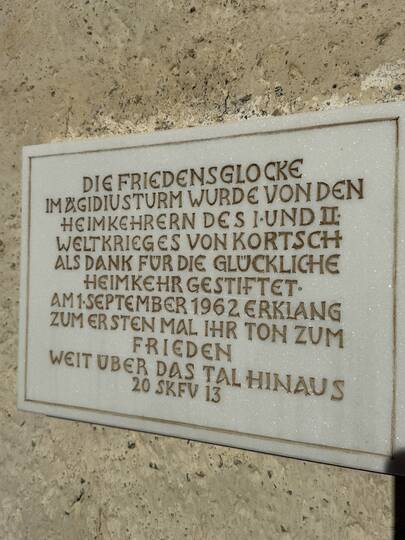 DIE FRIEDENSGLOCKE
IM ÄGIDIUSTURM WURDE VON DEN
HEIMKEHRERN DES I· UND II·
WELTKRIEGES VON KORTSCH
ALS DANK FÜR DIE GLÜCKLICHE
HEIMKEHR GESTIFTET·
AM 1·SEPTEMBER 1962 ERKLANG
ZUM ERSTEN MAL IHR TON ZUM
FRIEDEN
WEIT ÜBER DAS TAL HINAUS
20 SKFV 13